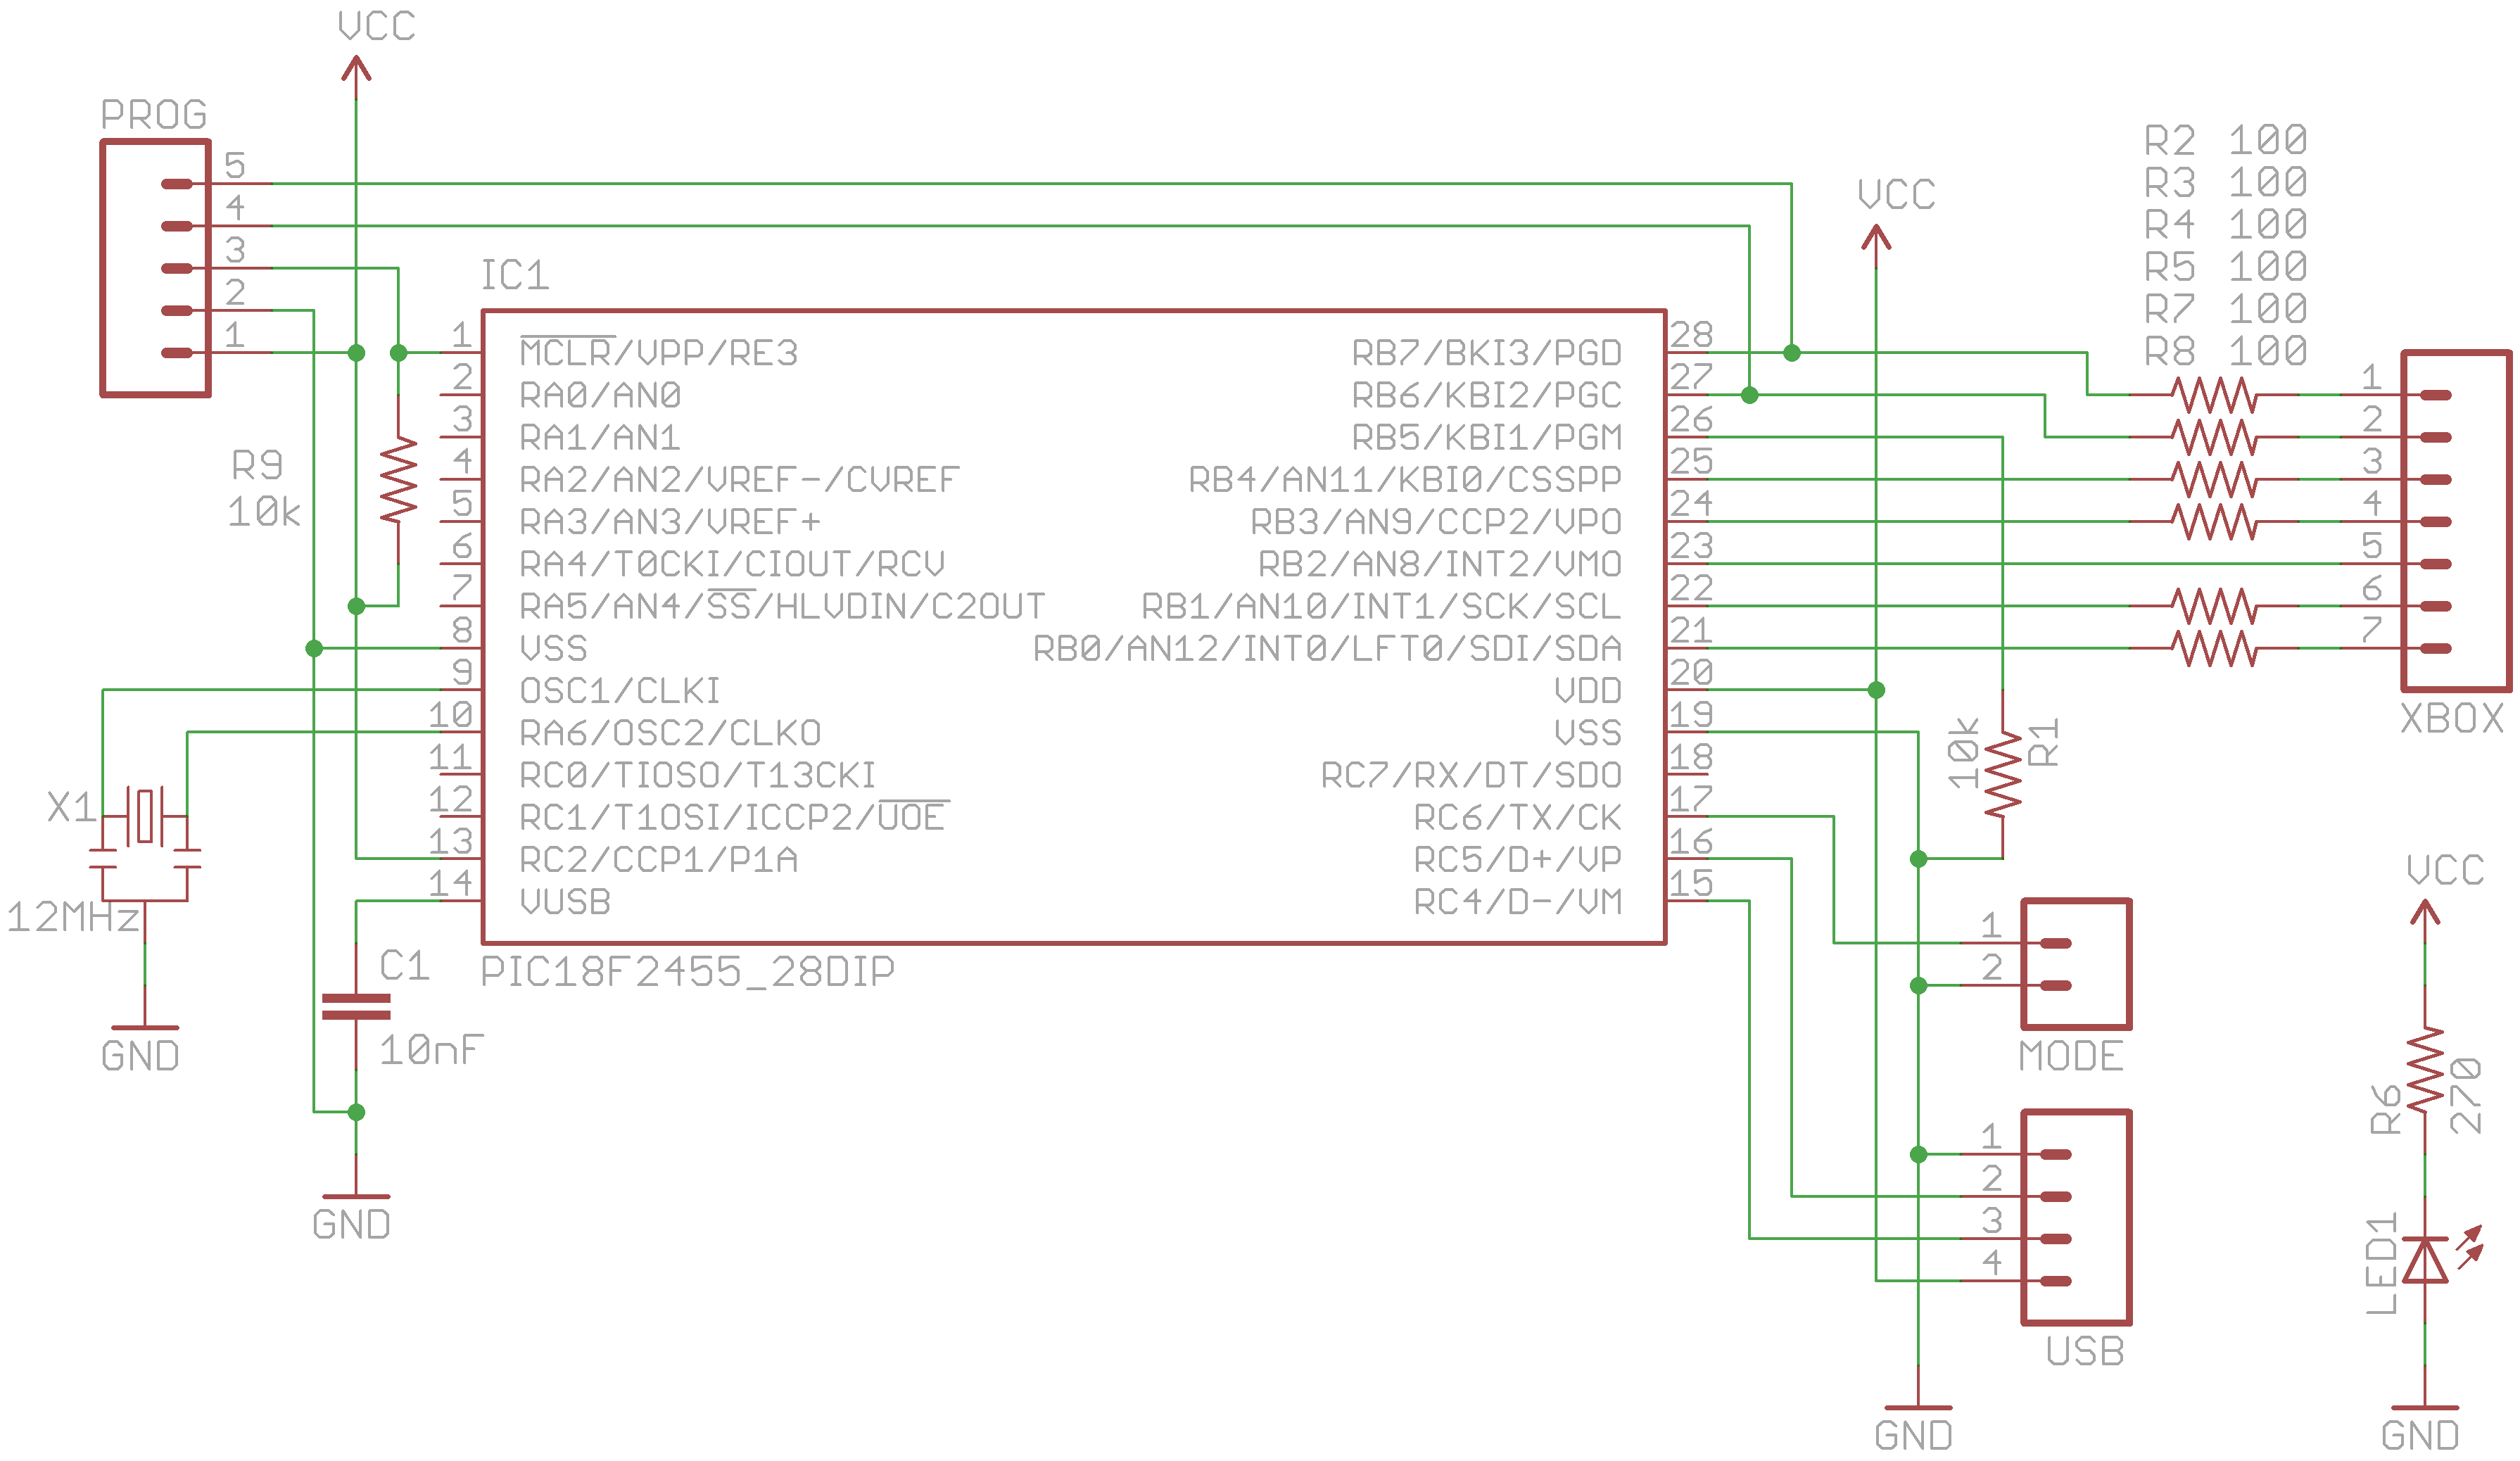 VCC
PROG
5
4
3
2
1
R9
10k
X1
12MHz
GND
C1
10nF
GND
IC1
1 MCLR/VPP/RE3
2 RA0/AN0
3 RA1/AN1
4 RA2/AN2/VREF-/CVREF
5 RA3/AN3/VREF+
6 RA4/T0CKI/CIOUT/RCV
7 RA5/AN4/SS/HLVDIN/C2OUT
8 VSS
9 OSC1/CLKI
10 RA6/OSC2/CLKO
11 RC0/TIOSO/T13CKI
12 RC1/T1OSI/ICCP2/UOE
13 RC2/CCP1/P1A
14 VUSB
RB7/BKI3/PGD 28
RB6/KBI2/PGC 27
RB5/KBI1/PGM 26
RB4/AN11/KBI0/CSSPP 25
RB3/AN9/CCP2/VPO 24
RB2/AN8/INT2/VMO 23
RB1/AN10/INT1/SCK/SCL 22
RB0/AN12/INT0/LFT0/SDI/SDA 21
VDD 20
VSS 19
RC7/RX/DT/SDO 18
RC6/TX/CK 17
RC5/D+/VP 16
RC4/D-/VM 15
PIC18F2455_28DIP
VCC
R2 100
R3 100
R4 100
R5 100
R7 100
R8 100
1
2
3
4
5
6
7
XBOX
10k
R1
1
2
MODE
1
2
3
4
USB
GND
VCC
R6
270
LED1
GND